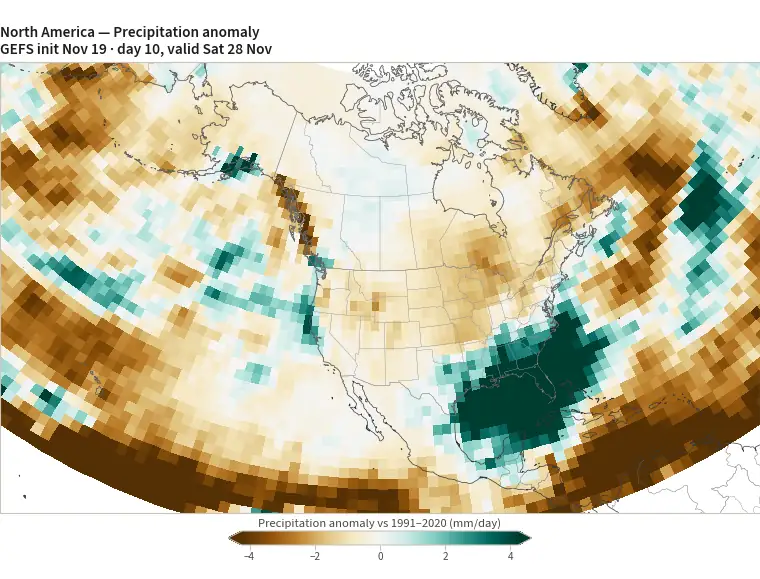 North America — Precipitation anomaly
GEFS init Nov 19 · day 10, valid Sat 28 Nov
Precipitation anomaly vs 1991–2020 (mm/day)
−4 −2 0 2 4